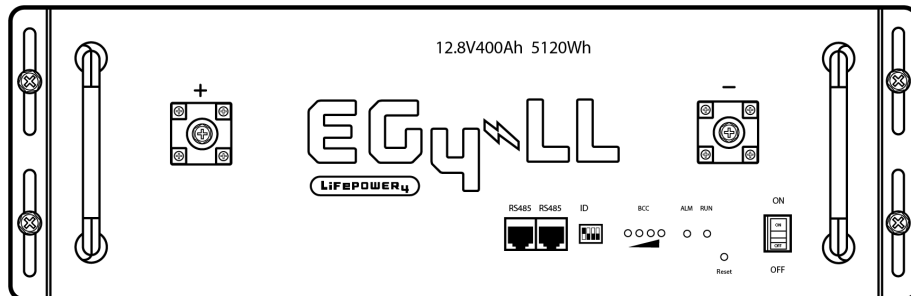 12.8V400Ah 5120Wh
+ −
EG4 LL
LiFePOWER4
RS485 RS485 ID BCC ALM RUN ON
ON
OFF
Reset OFF